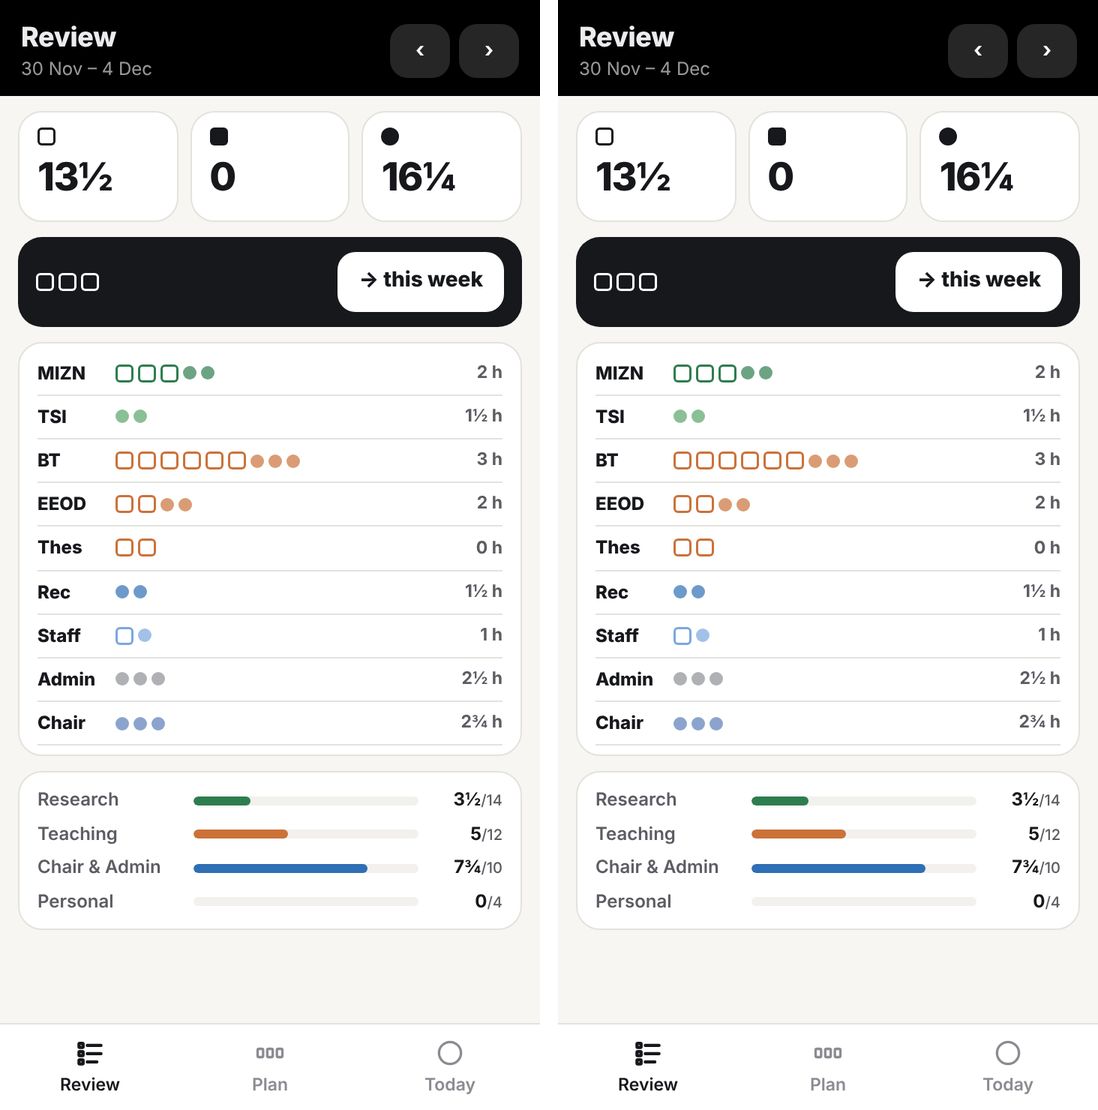 Review
30 Nov – 4 Dec
‹ ›
13½ 0 16¼
→ this week
MIZN 2 h
TSI 1½ h
BT 3 h
EEOD 2 h
Thes 0 h
Rec 1½ h
Staff 1 h
Admin 2½ h
Chair 2¾ h
Research 3½/14
Teaching 5/12
Chair & Admin 7¾/10
Personal 0/4
Review Plan Today
Review
30 Nov – 4 Dec
‹ ›
13½ 0 16¼
→ this week
MIZN 2 h
TSI 1½ h
BT 3 h
EEOD 2 h
Thes 0 h
Rec 1½ h
Staff 1 h
Admin 2½ h
Chair 2¾ h
Research 3½/14
Teaching 5/12
Chair & Admin 7¾/10
Personal 0/4
Review Plan Today